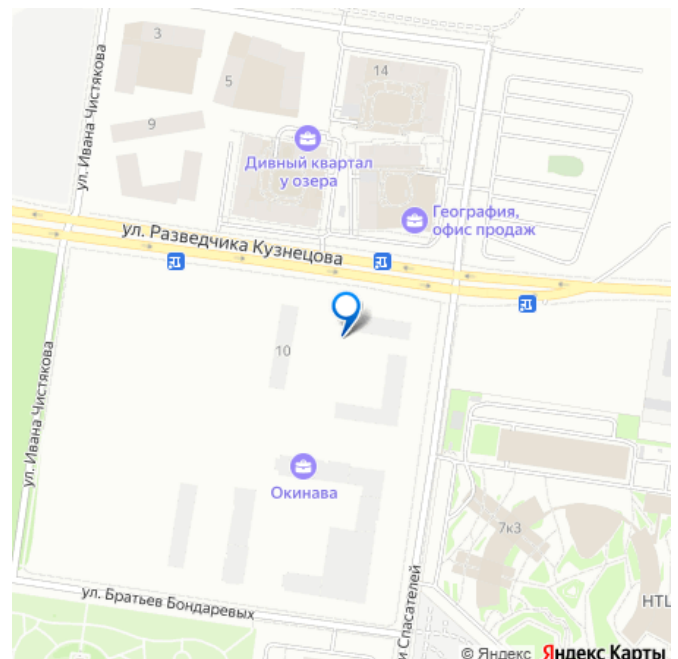 3
14
5
ул. Ивана Чистякова
9
Дивный квартал
у озера
География,
офис продаж
ул. Разведчика Кузнецова
10
ул. Ивана Чистякова
Окинава
7к3
ул. Братьев Бондаревых
и Спасателей
НТЦ
© Яндекс Яндекс Карты